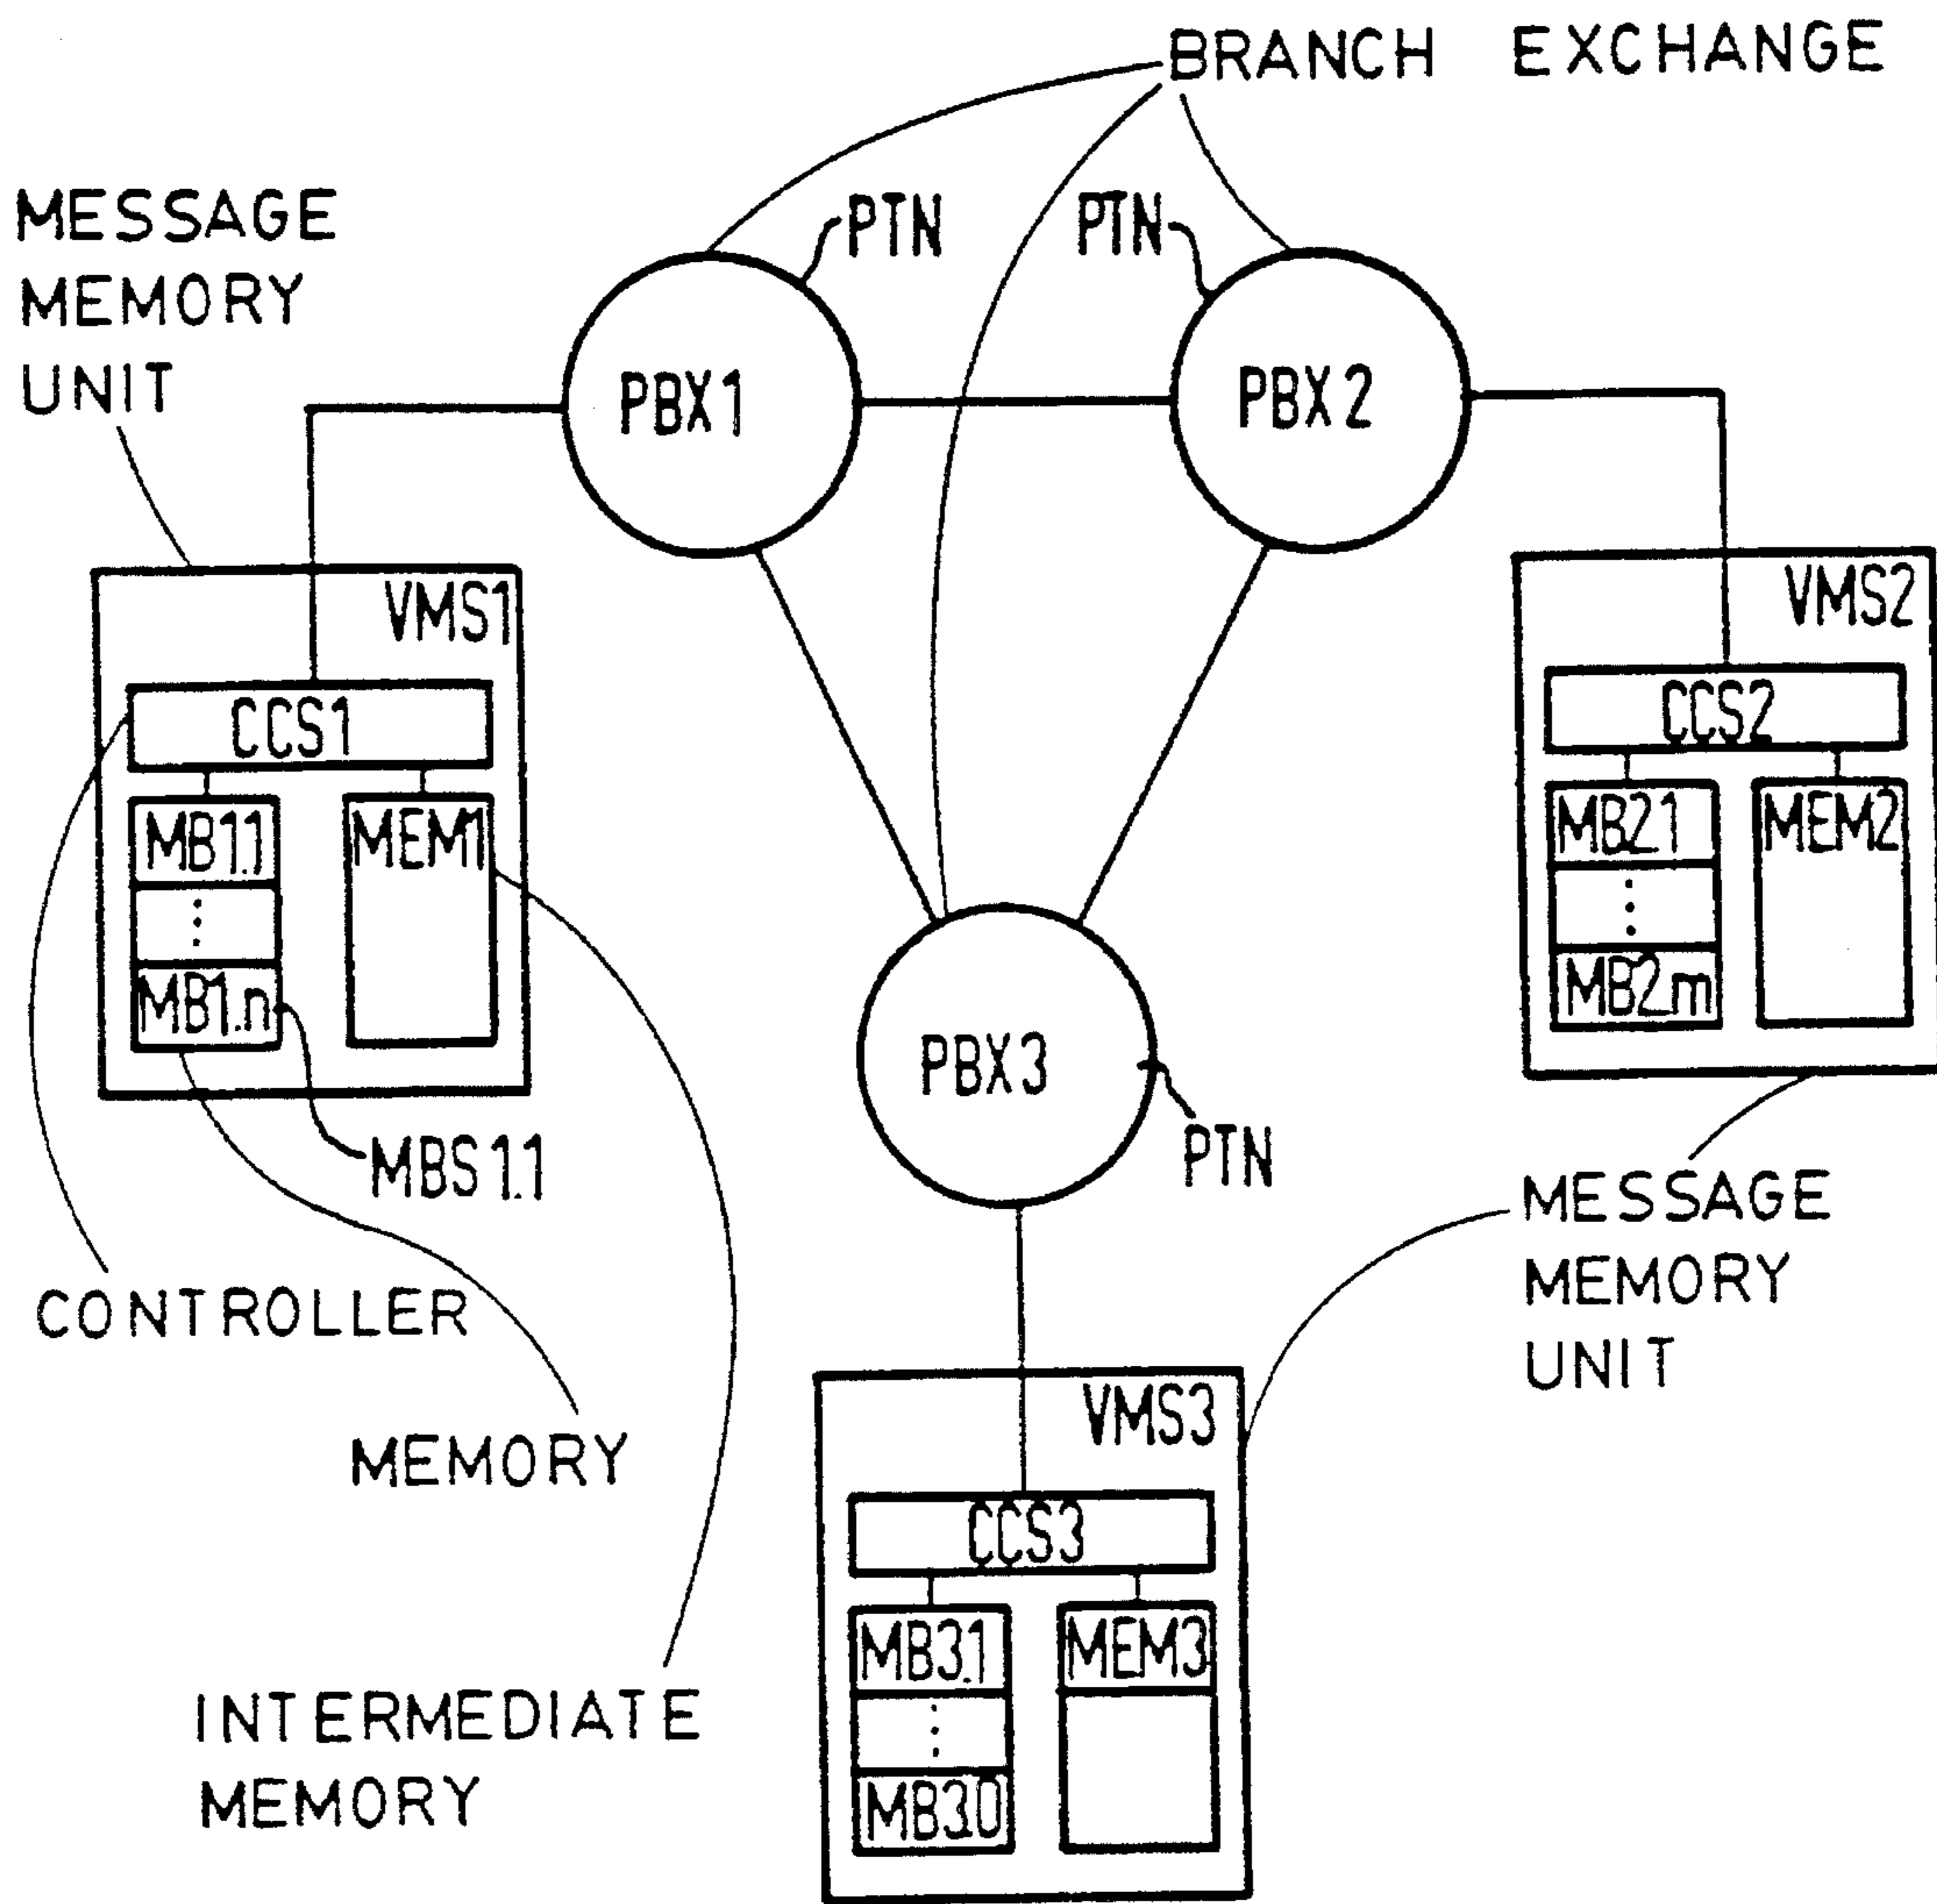 BRANCH EXCHANGE
MESSAGE
MEMORY
UNIT
PTN
PTN
PBX1
PBX2
VMS1
CCS1
MB1.1
MEM1
⋮
MB1.n
MBS1.1
VMS2
CCS2
MB2.1
MEM2
⋮
MB2.m
PBX3
PTN
MESSAGE
MEMORY
UNIT
CONTROLLER
MEMORY
INTERMEDIATE
MEMORY
VMS3
CCS3
MB3.1
MEM3
⋮
MB3.0